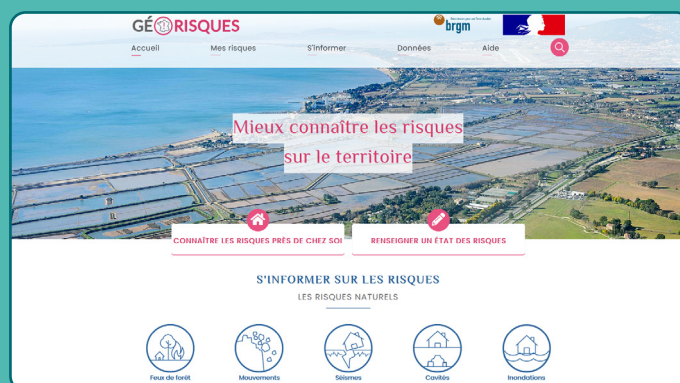 GÉORISQUES
brgm
Accueil
Mes risques
S'informer
Données
Aide
Mieux connaître les risques
sur le territoire
CONNAÎTRE LES RISQUES PRÈS DE CHEZ SOI
RENSEIGNER UN ÉTAT DES RISQUES
S'INFORMER SUR LES RISQUES
LES RISQUES NATURELS
Feux de forêt
Mouvements
Séismes
Cavités
Inondations